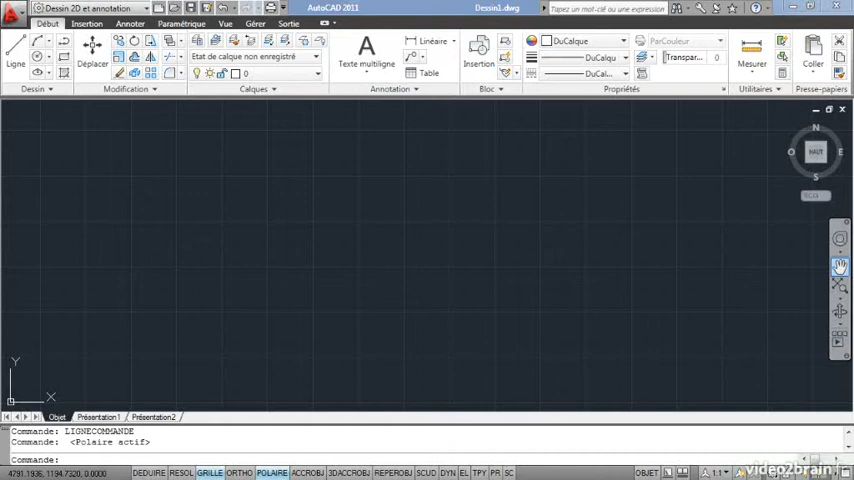 Dessin 2D et annotation
AutoCAD 2011
Dessin1.dwg
Entrez un mot-clé ou une expression
Début
Insertion
Annoter
Paramétrique
Vue
Gérer
Sortie
Ligne
Déplacer
Etat de calque non enregistré
0
Texte multiligne
Linéaire
Table
Insertion
DuCalque
DuCalqu
DuCal...
ParCouleur
Transpar...
0
Mesurer
Coller
Dessin
Modification
Calques
Annotation
Bloc
Propriétés
Utilitaires
Presse-papiers
N
O
HAUT
E
S
Y
X
Objet
Présentation1
Présentation2
Commande: LIGNECOMMANDE
Commande: <Polaire actif>
Commande:
4791.1936, 1194.7320, 0.0000
DEDUIRE
RESOL
GRILLE
ORTHO
POLAIRE
ACCROBJ
3DACCROBJ
REPEROBJ
SCUD
DYN
EL
TPY
PR
SC
OBJET
1:1
video2brain